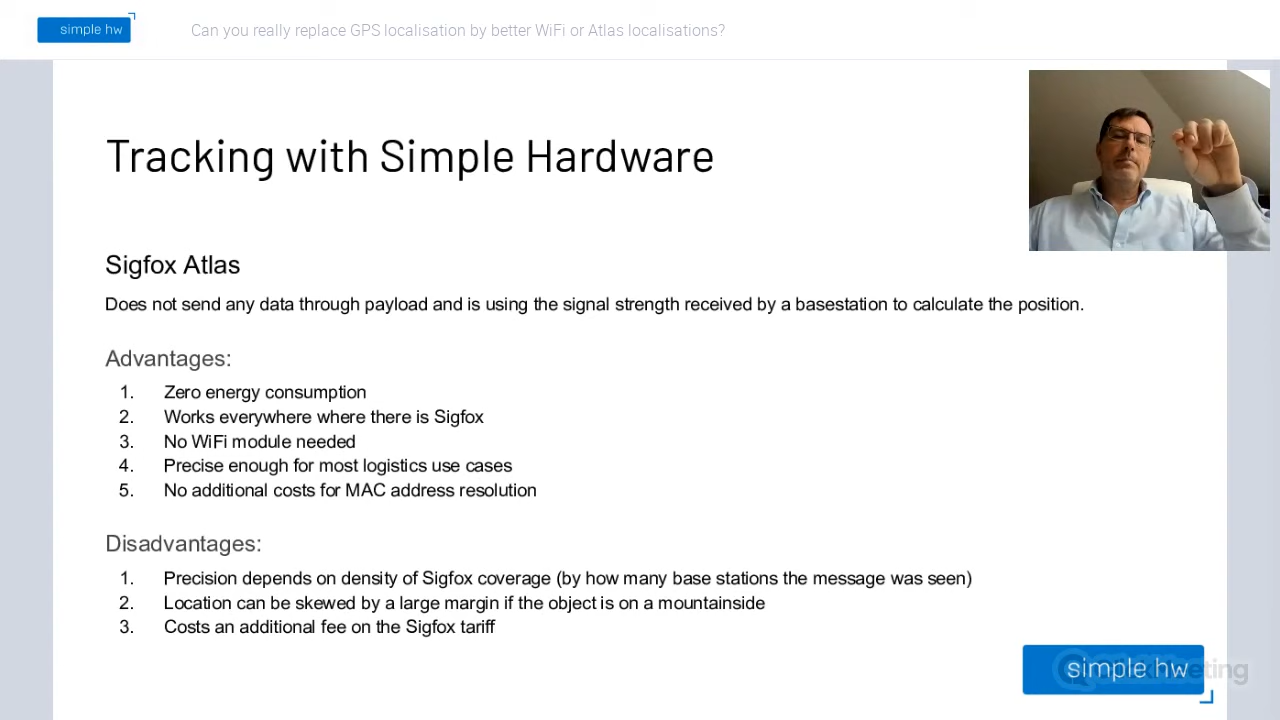 simple hw
Can you really replace GPS localisation by better WiFi or Atlas localisations?
Tracking with Simple Hardware
Sigfox Atlas
Does not send any data through payload and is using the signal strength received by a basestation to calculate the position.
Advantages:
1. Zero energy consumption
2. Works everywhere where there is Sigfox
3. No WiFi module needed
4. Precise enough for most logistics use cases
5. No additional costs for MAC address resolution
Disadvantages:
1. Precision depends on density of Sigfox coverage (by how many base stations the message was seen)
2. Location can be skewed by a large margin if the object is on a mountainside
3. Costs an additional fee on the Sigfox tariff
simple hw